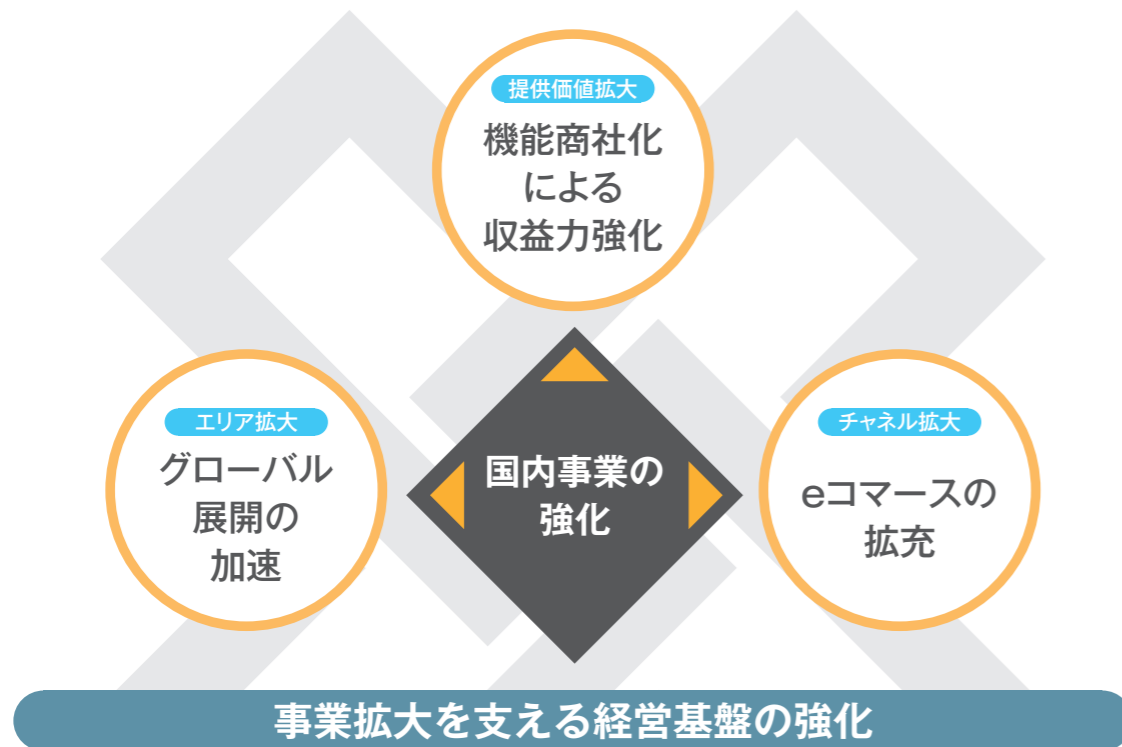 提供価値拡大
機能商社化
による
収益力強化
エリア拡大
グローバル
展開の
加速
国内事業の
強化
チャネル拡大
eコマースの
拡充
事業拡大を支える経営基盤の強化